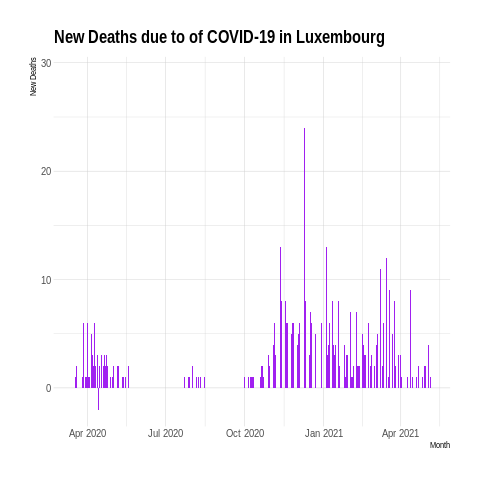 New Deaths due to of COVID-19 in Luxembourg
New Deaths
30
20
10
0
Apr 2020 Jul 2020 Oct 2020 Jan 2021 Apr 2021
Month